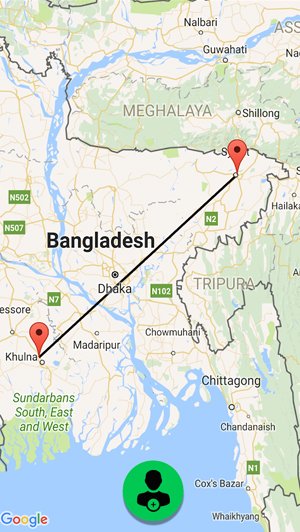 Nalbari
ASS
Guwahati
MEGHALAYA
Shillong
N502
N2
Hailaka
N507
Bangladesh
TRIPURA
Dhaka
N7
N102
essore
Chowmuhani
Khulna
Madaripur
Sundarbans
South, East
and West
Chittagong
Chandanaish
N1
Cox's Bazar
Google
Whaikhyang